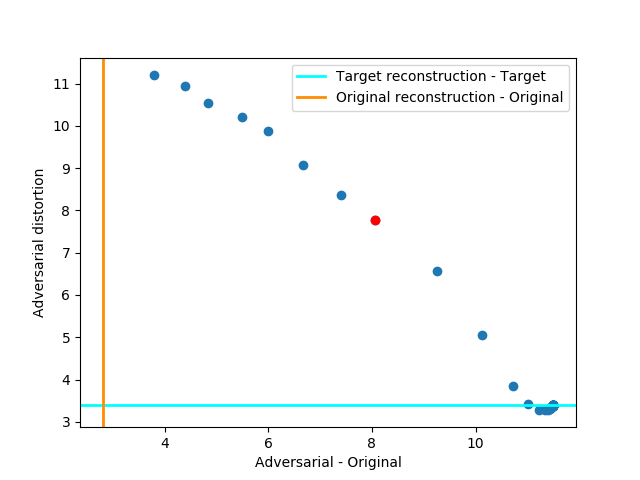 Target reconstruction - Target
Original reconstruction - Original
11
10
9
8
7
6
5
4
3
Adversarial distortion
4 6 8 10
Adversarial - Original